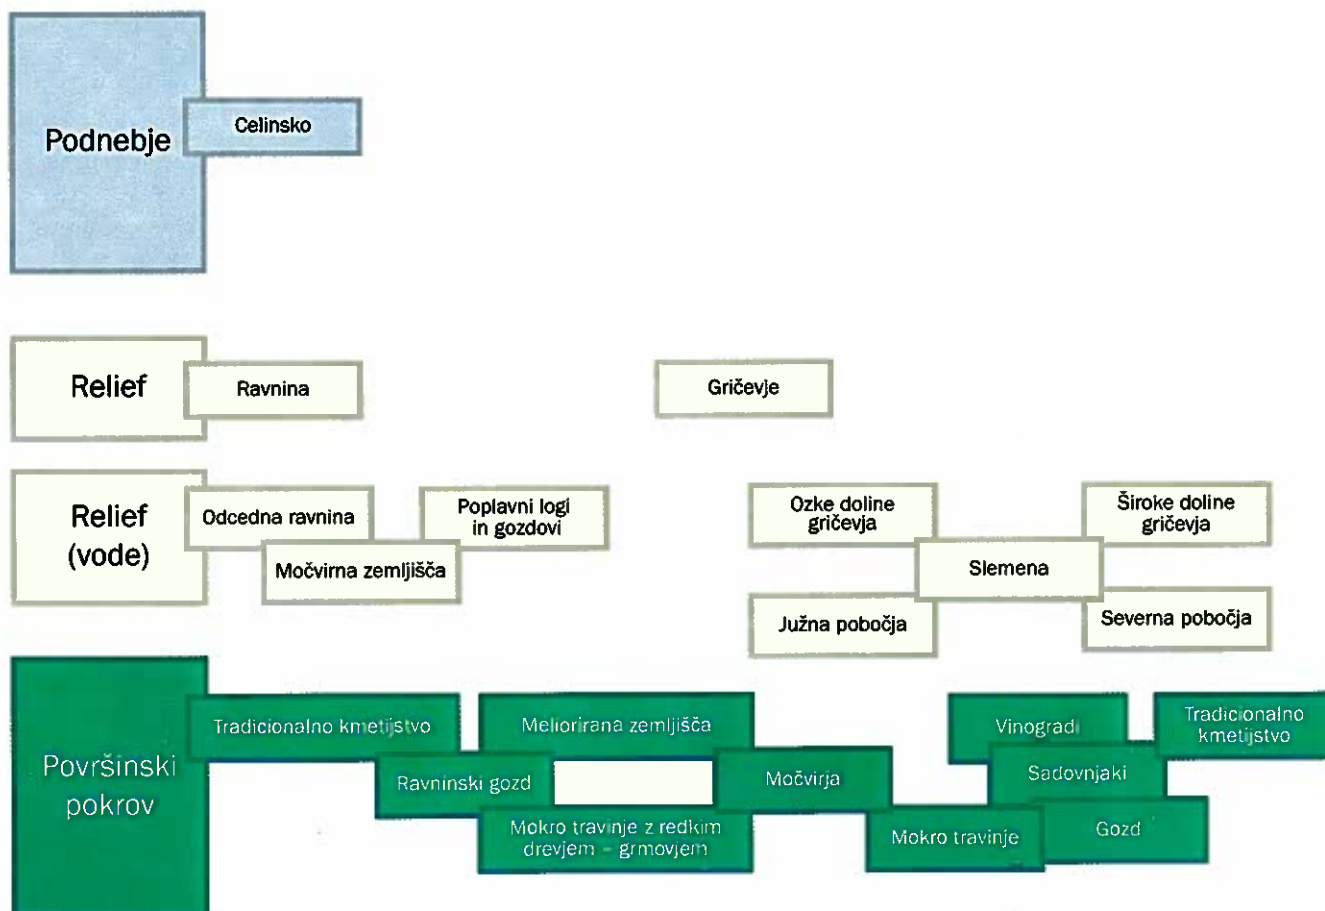 Podnebje
Celinsko
Relief
Ravnina
Gričevje
Relief
(vode)
Odcedna ravnina
Poplavni logi
in gozdovi
Močvirna zemljišča
Ozke doline
gričevja
Široke doline
gričevja
Slemena
Južna pobočja
Severna pobočja
Površinski
pokrov
Tradicionalno kmetijstvo
Meliorirana zemljišča
Vinogradi
Tradicionalno
kmetijstvo
Ravninski gozd
Močvirja
Sadovnjaki
Mokro travinje z redkim
drevjem – grmovjem
Mokro travinje
Gozd